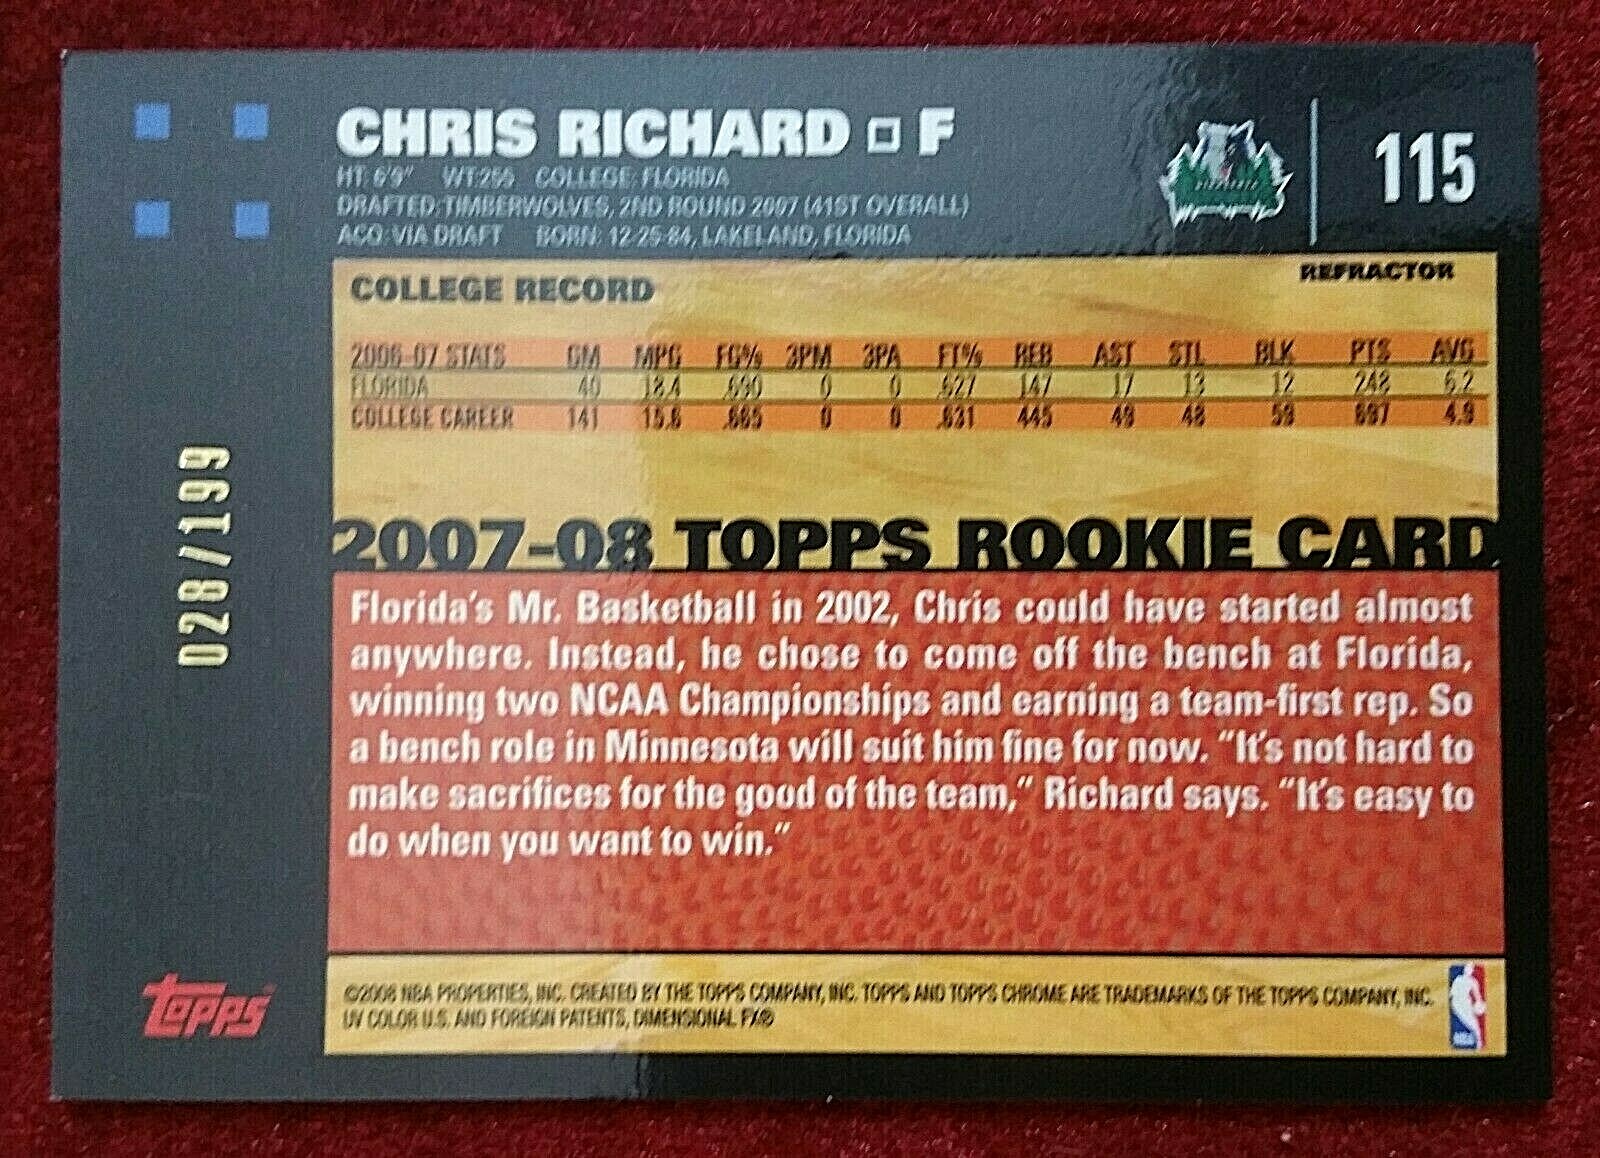 CHRIS RICHARD □ F
HT: 6'9" WT:255 COLLEGE: FLORIDA
DRAFTED: TIMBERWOLVES, 2ND ROUND 2007 (41ST OVERALL)
ACQ: VIA DRAFT BORN: 12-25-84, LAKELAND, FLORIDA
115
REFRACTOR
COLLEGE RECORD
2006-07 STATS GM MPG FG% 3PM 3PA FT% REB AST STL BLK PTS AVG
FLORIDA 40 18.4 .690 0 0 .627 147 17 13 12 248 6.2
COLLEGE CAREER 141 15.6 .665 0 0 .631 445 49 48 59 697 4.9
028/199
2007-08 TOPPS ROOKIE CARD
Florida's Mr. Basketball in 2002, Chris could have started almost
anywhere. Instead, he chose to come off the bench at Florida,
winning two NCAA Championships and earning a team-first rep. So
a bench role in Minnesota will suit him fine for now. "It's not hard to
make sacrifices for the good of the team," Richard says. "It's easy to
do when you want to win."
Topps
©2008 NBA PROPERTIES, INC. CREATED BY THE TOPPS COMPANY, INC. TOPPS AND TOPPS CHROME ARE TRADEMARKS OF THE TOPPS COMPANY, INC.
UV COLOR U.S. AND FOREIGN PATENTS, DIMENSIONAL FX®
NBA